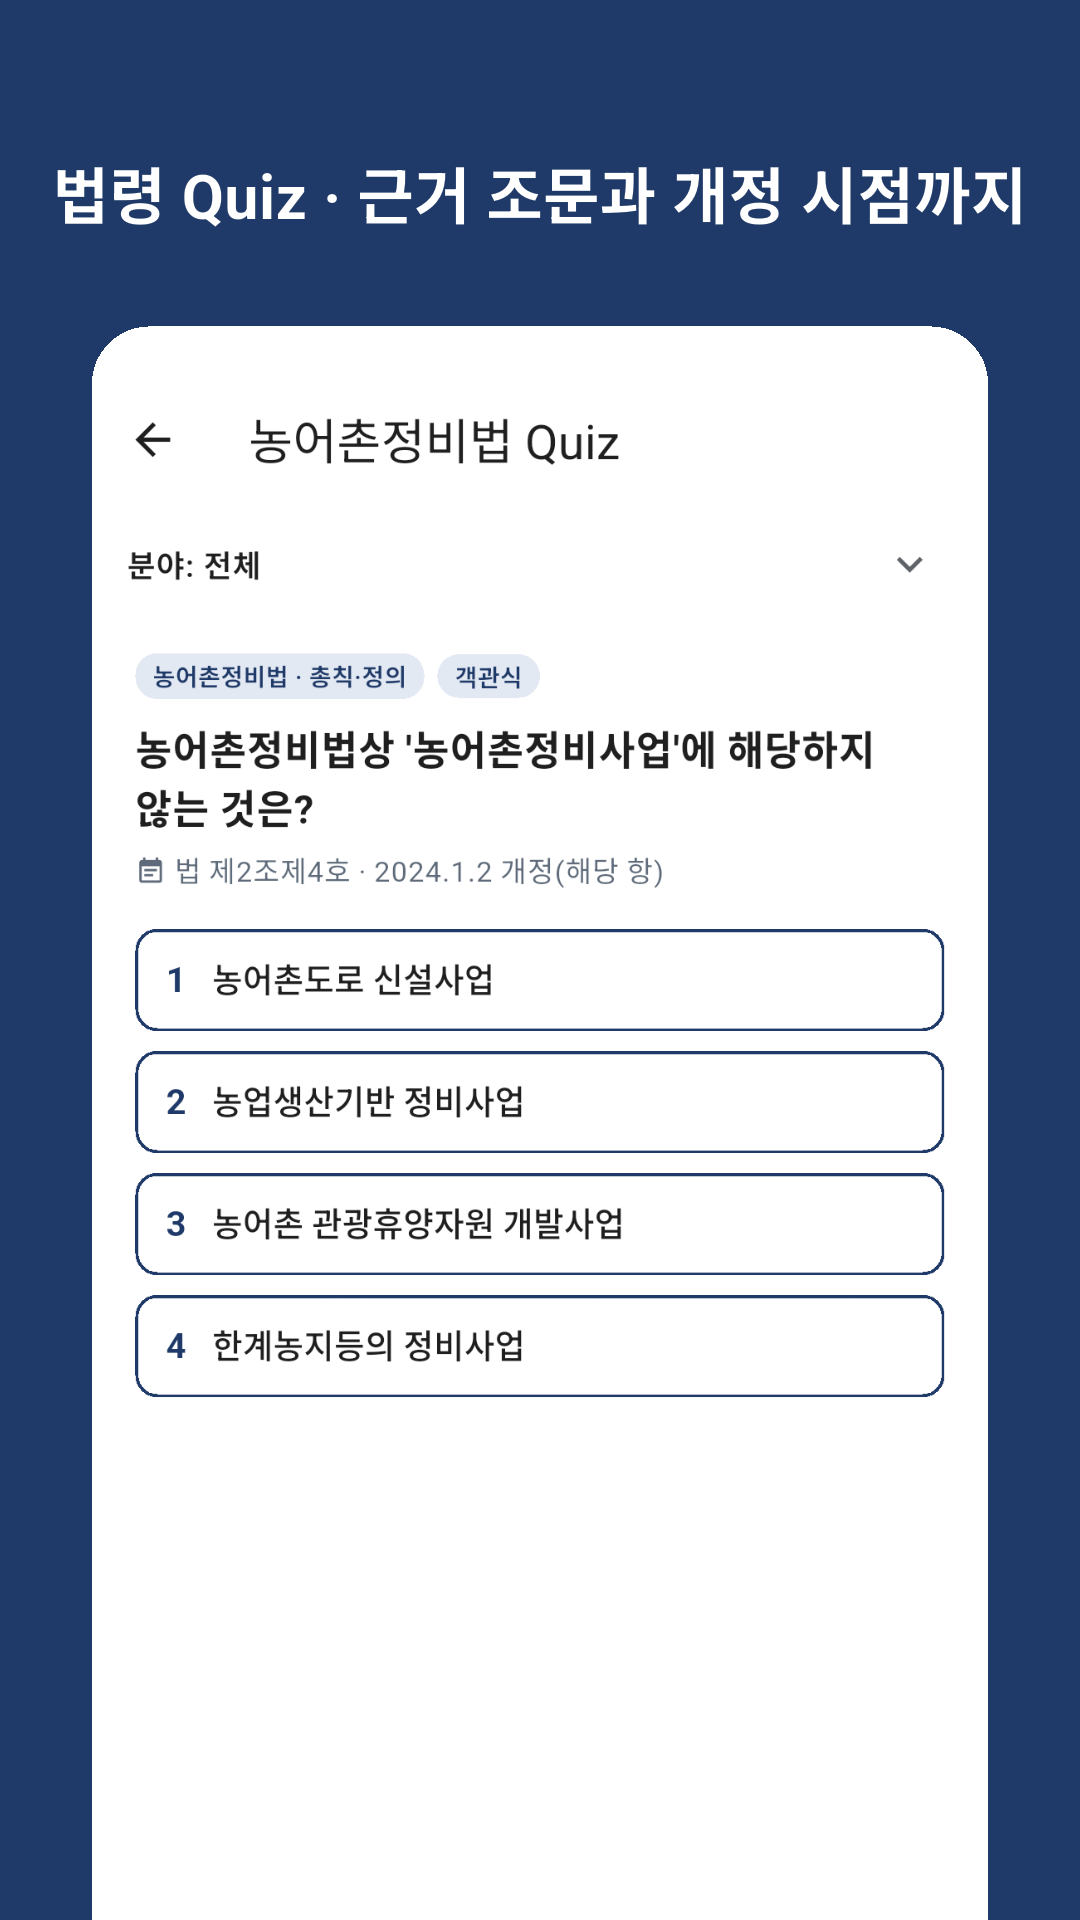 법령 Quiz · 근거 조문과 개정 시점까지
농어촌정비법 Quiz
분야: 전체
농어촌정비법 · 총칙·정의
객관식
농어촌정비법상 '농어촌정비사업'에 해당하지
않는 것은?
법 제2조제4호 · 2024.1.2 개정(해당 항)
1 농어촌도로 신설사업
2 농업생산기반 정비사업
3 농어촌 관광휴양자원 개발사업
4 한계농지등의 정비사업